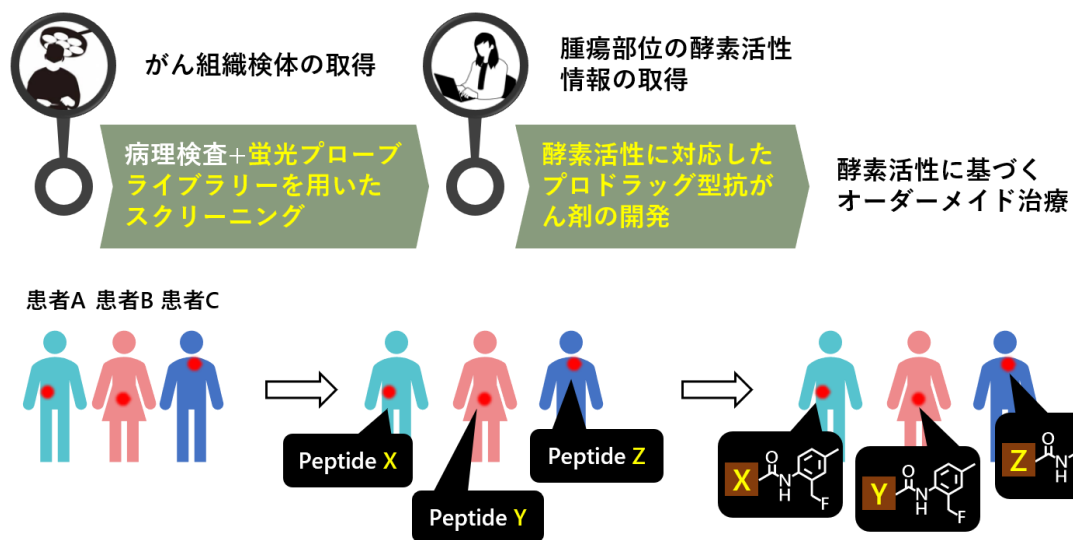 がん組織検体の取得
腫瘍部位の酵素活性
情報の取得
病理検査+蛍光プローブ
ライブラリーを用いた
スクリーニング
酵素活性に対応した
プロドラッグ型抗が
ん剤の開発
酵素活性に基づく
オーダーメイド治療
患者A 患者B 患者C
Peptide X
Peptide Y
Peptide Z
X
O
N
H
F
Y
O
N
H
F
Z
O
N
H